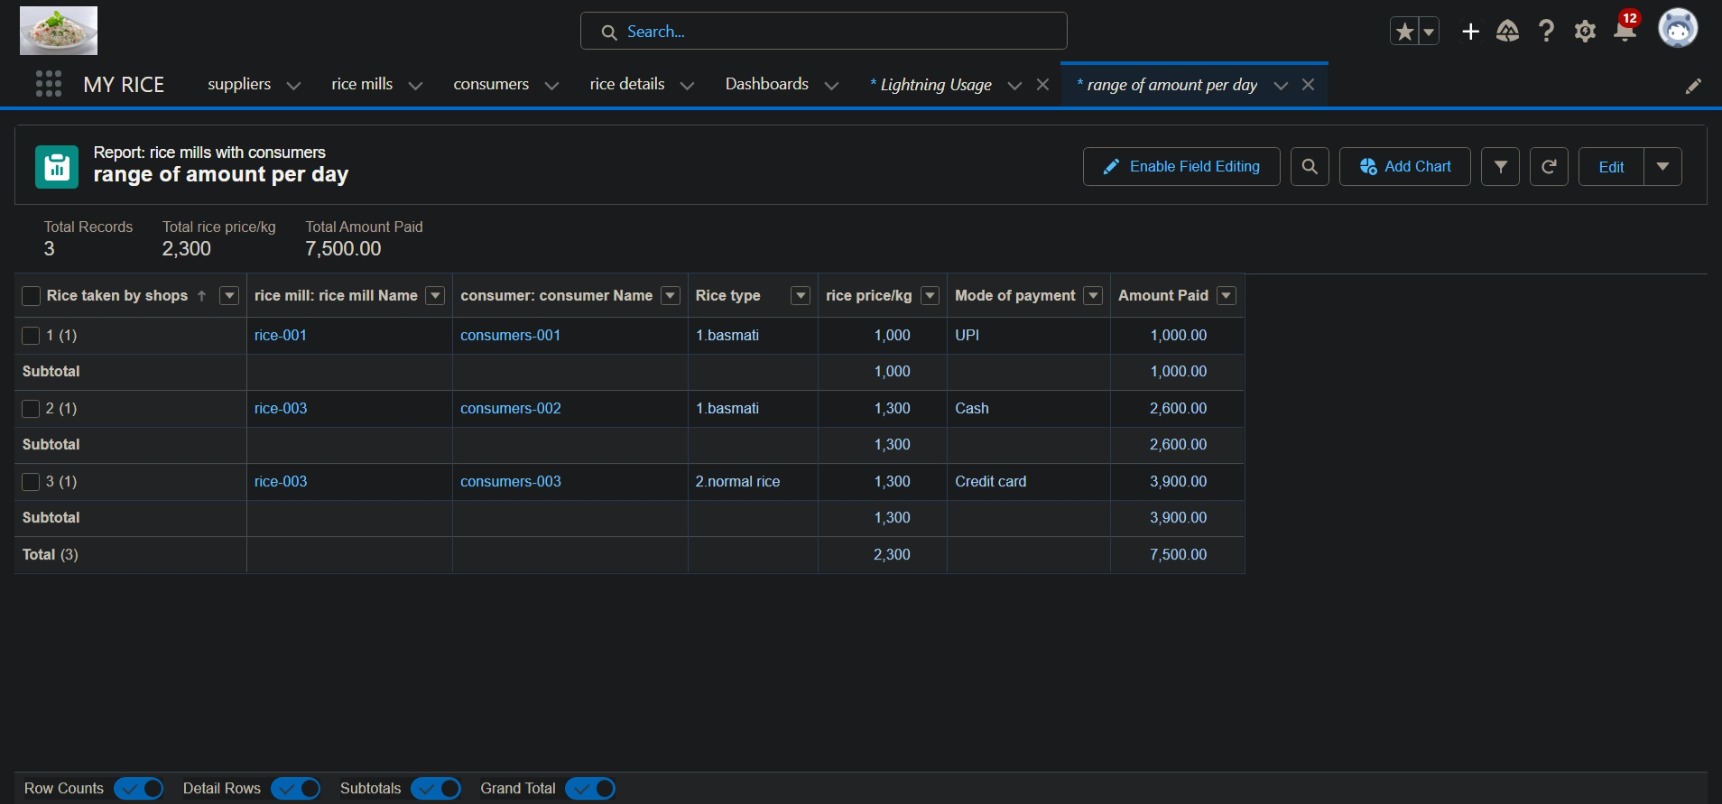 Search...
12
MY RICE
suppliers
rice mills
consumers
rice details
Dashboards
* Lightning Usage
* range of amount per day
Report: rice mills with consumers
range of amount per day
Enable Field Editing
Add Chart
Edit
Total Records Total rice price/kg Total Amount Paid
3 2,300 7,500.00
Rice taken by shops ↑ rice mill: rice mill Name consumer: consumer Name Rice type rice price/kg Mode of payment Amount Paid
1 (1) rice-001 consumers-001 1.basmati 1,000 UPI 1,000.00
Subtotal 1,000 1,000.00
2 (1) rice-003 consumers-002 1.basmati 1,300 Cash 2,600.00
Subtotal 1,300 2,600.00
3 (1) rice-003 consumers-003 2.normal rice 1,300 Credit card 3,900.00
Subtotal 1,300 3,900.00
Total (3) 2,300 7,500.00
Row Counts Detail Rows Subtotals Grand Total